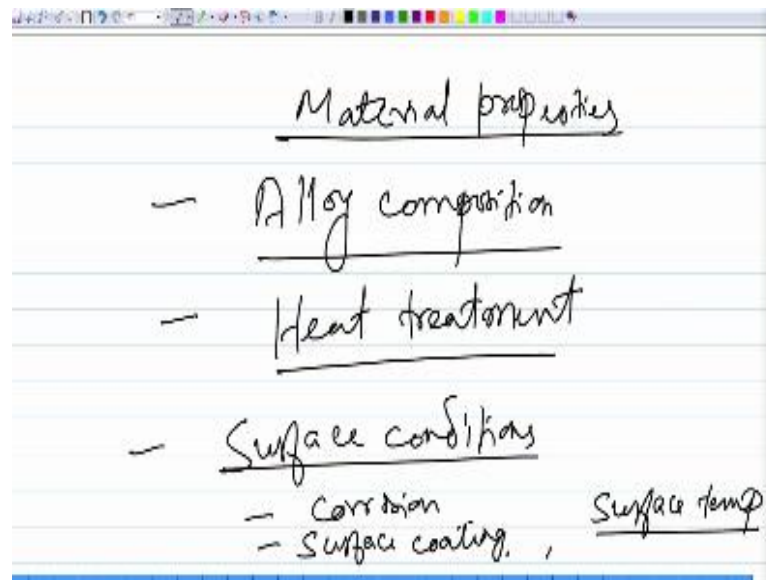 Material properties
- Alloy composition
- Heat treatment
- Surface conditions
- Corrosion
- Surface coating, , Surface temp